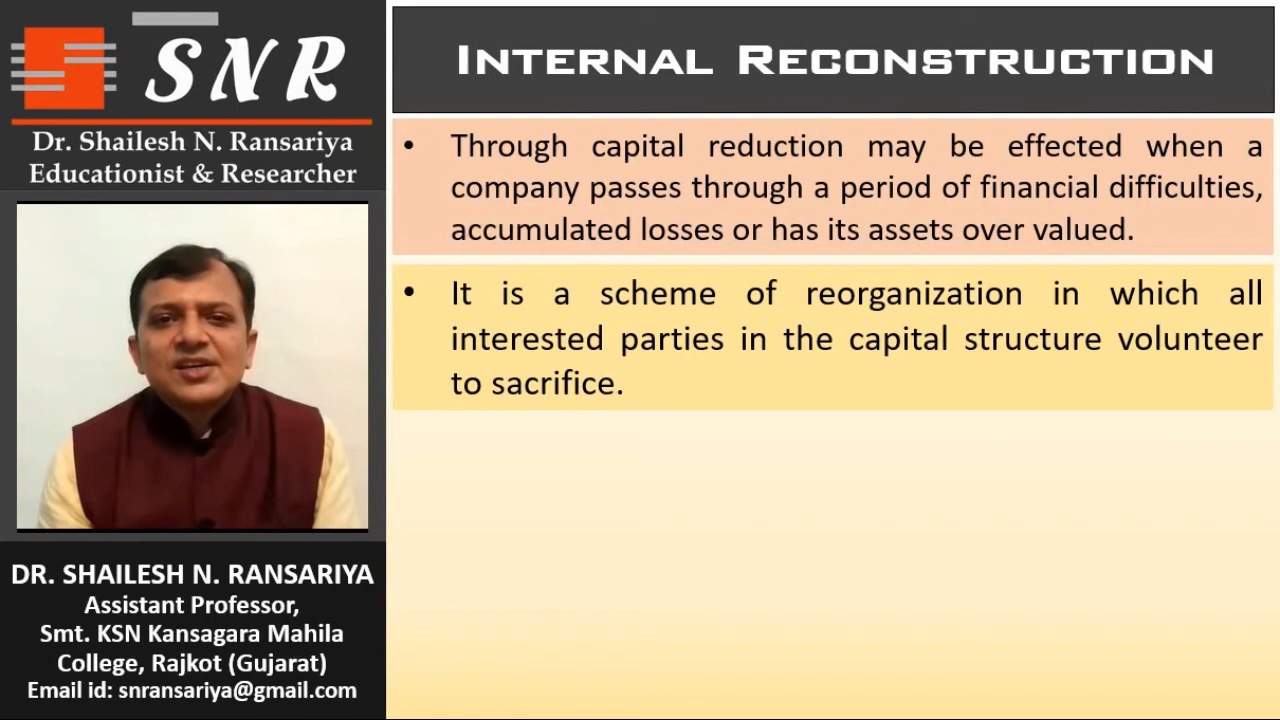 SNR
Dr. Shailesh N. Ransariya
Educationist & Researcher
DR. SHAILESH N. RANSARIYA
Assistant Professor,
Smt. KSN Kansagara Mahila
College, Rajkot (Gujarat)
Email id: snransariya@gmail.com
INTERNAL RECONSTRUCTION
• Through capital reduction may be effected when a
company passes through a period of financial difficulties,
accumulated losses or has its assets over valued.
• It is a scheme of reorganization in which all
interested parties in the capital structure volunteer
to sacrifice.